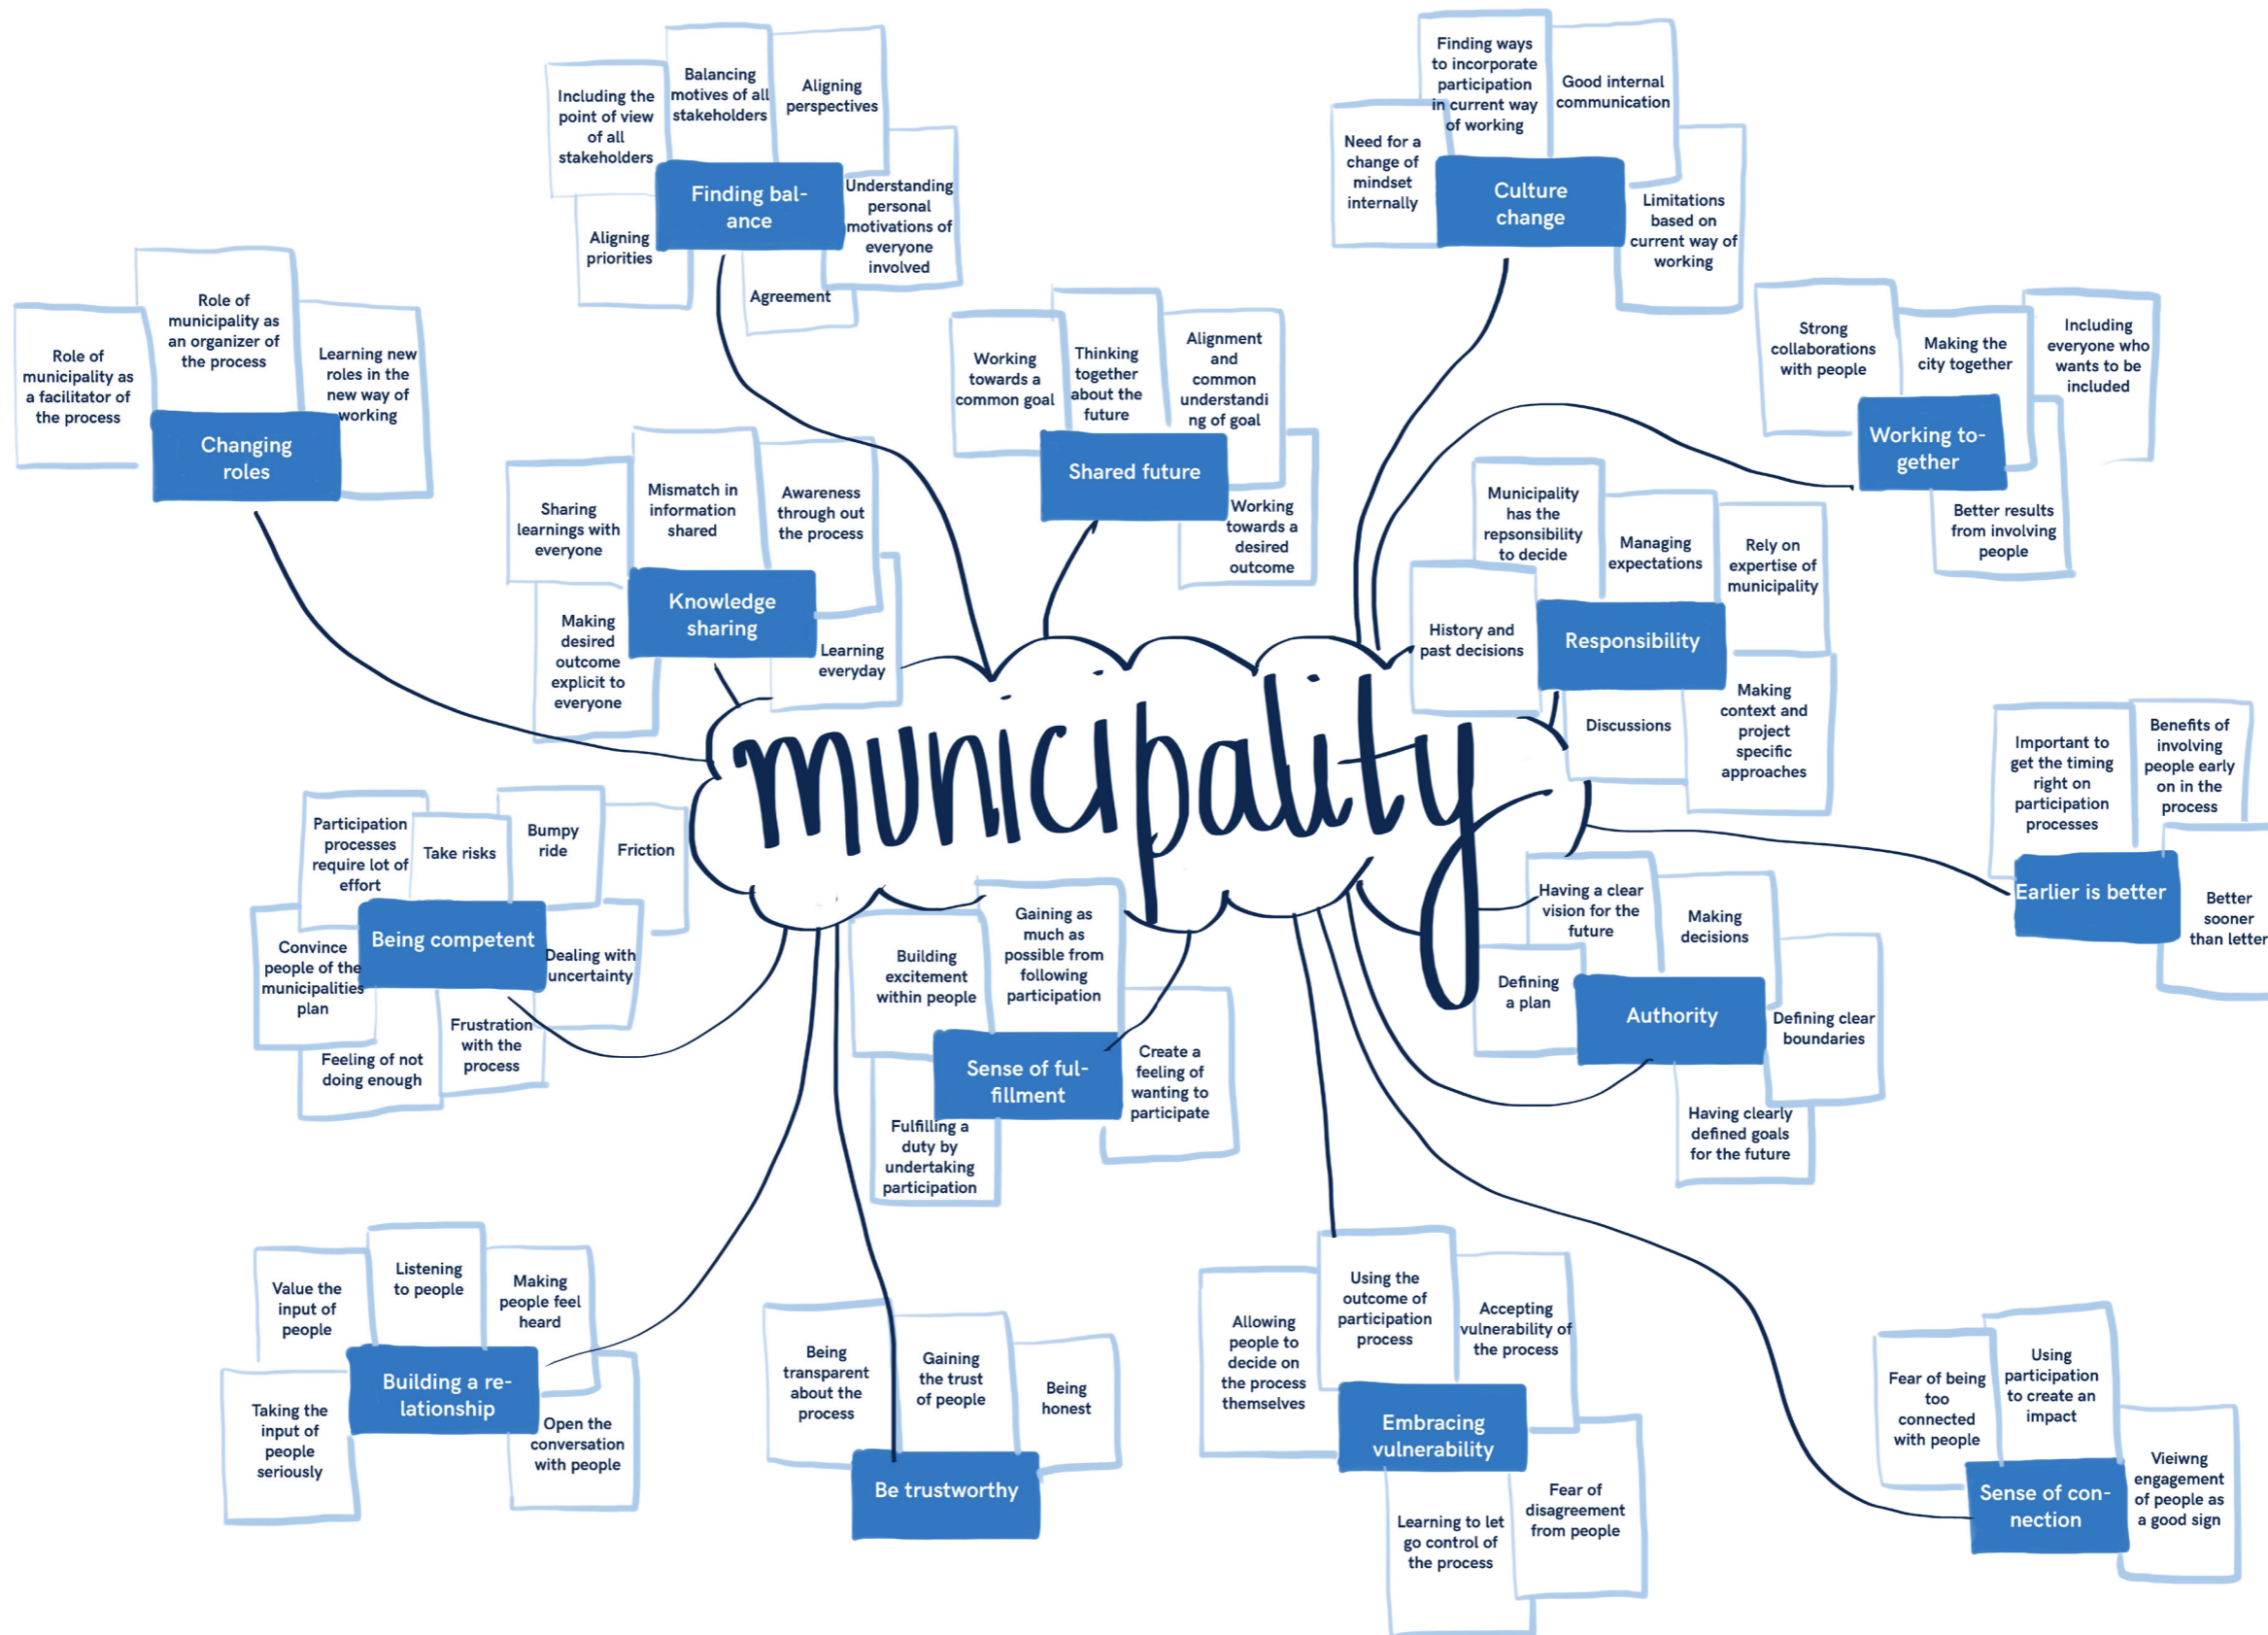 Including the
point of view
of all
stakeholders
Balancing
motives of all
stakeholders
Aligning
perspectives
Understanding
personal
motivations of
everyone
involved
Aligning
priorities
Agreement
Finding bal-
ance
Finding ways
to incorporate
participation
in current way
of working
Good internal
communication
Need for a
change of
mindset
internally
Limitations
based on
current way of
working
Culture
change
Role of
municipality as
a facilitator of
the process
Role of
municipality as
an organizer of
the process
Learning new
roles in the
new way of
working
Changing
roles
Working
towards a
common goal
Thinking
together
about the
future
Alignment
and
common
understandi
ng of goal
Working
towards a
desired
outcome
Shared future
Strong
collaborations
with people
Making the
city together
Including
everyone who
wants to be
included
Better results
from involving
people
Working to-
gether
Sharing
learnings with
everyone
Mismatch in
information
shared
Awareness
through out
the process
Making
desired
outcome
explicit to
everyone
Learning
everyday
Knowledge
sharing
Municipality
has the
repsonsibility
to decide
Managing
expectations
Rely on
expertise of
municipality
History and
past decisions
Discussions
Making
context and
project
specific
approaches
Responsibility
municipality
Important to
get the timing
right on
participation
processes
Benefits of
involving
people early
on in the
process
Better
sooner
than letter
Earlier is better
Participation
processes
require lot of
effort
Take risks
Bumpy
ride
Friction
Convince
people of the
municipalities
plan
Dealing with
uncertainty
Feeling of not
doing enough
Frustration
with the
process
Being competent
Building
excitement
within people
Gaining as
much as
possible from
following
participation
Create a
feeling of
wanting to
participate
Fulfilling a
duty by
undertaking
participation
Sense of ful-
fillment
Having a clear
vision for the
future
Making
decisions
Defining
a plan
Defining clear
boundaries
Having clearly
defined goals
for the future
Authority
Value the
input of
people
Listening
to people
Making
people feel
heard
Taking the
input of
people
seriously
Open the
conversation
with people
Building a re-
lationship
Being
transparent
about the
process
Gaining
the trust
of people
Being
honest
Be trustworthy
Allowing
people to
decide on
the process
themselves
Using the
outcome of
participation
process
Accepting
vulnerability of
the process
Learning to let
go control of
the process
Fear of
disagreement
from people
Embracing
vulnerability
Fear of being
too
connected
with people
Using
participation
to create an
impact
Vieiwng
engagement
of people as
a good sign
Sense of con-
nection